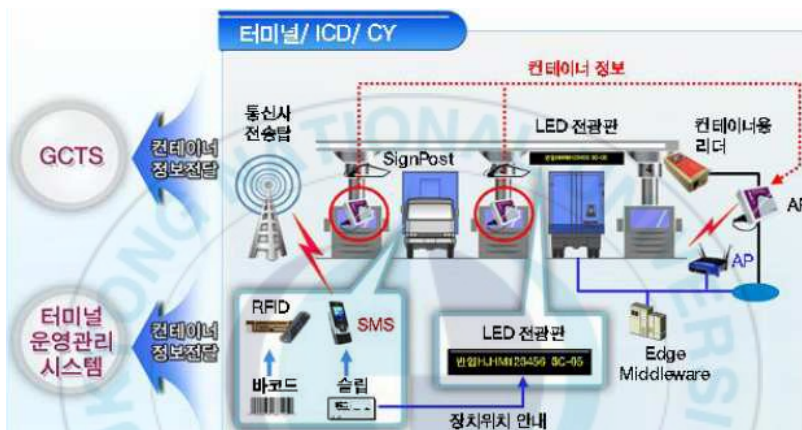 터미널/ ICD/ CY
컨테이너 정보
통신사
전송탑
LED 전광판
컨테이너용
리더
SignPost
GCTS
컨테이너
정보전달
AP
RFID
SMS
LED 전광판
터미널
운영관리
시스템
컨테이너
정보전달
바코드
슬립
Edge
Middleware
장치위치 안내